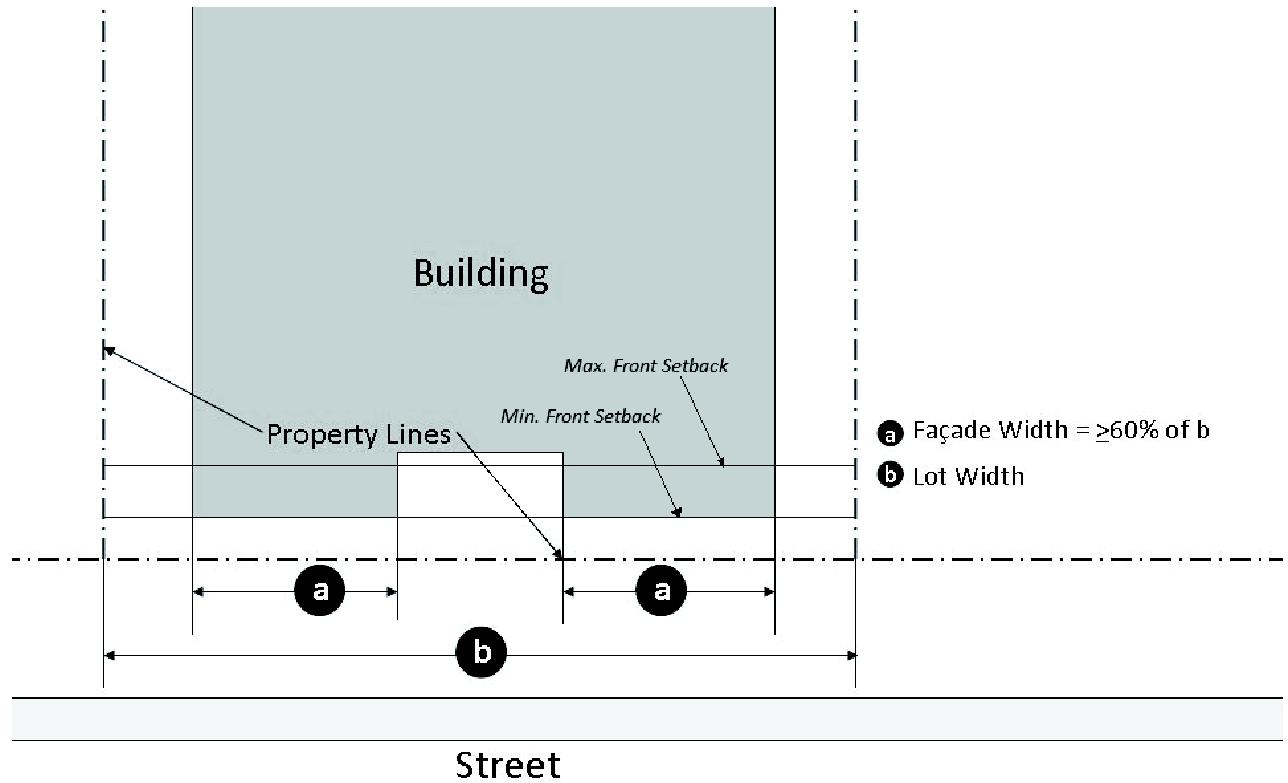 Building
Max. Front Setback
Min. Front Setback
Property Lines
a Façade Width = ≥60% of b
b Lot Width
a
a
b
Street